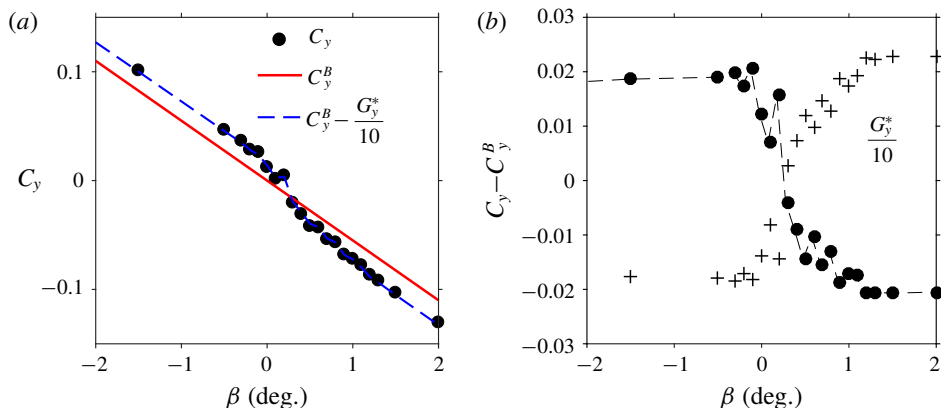 (a)
0.1
0
−0.1
C_y
−2
−1
0
1
2
β (deg.)
C_y
C_y^B
C_y^B − G_y^*/10
(b)
0.03
0.02
0.01
0
−0.01
−0.02
−0.03
C_y−C_y^B
−2
−1
0
1
2
β (deg.)
G_y^*/10